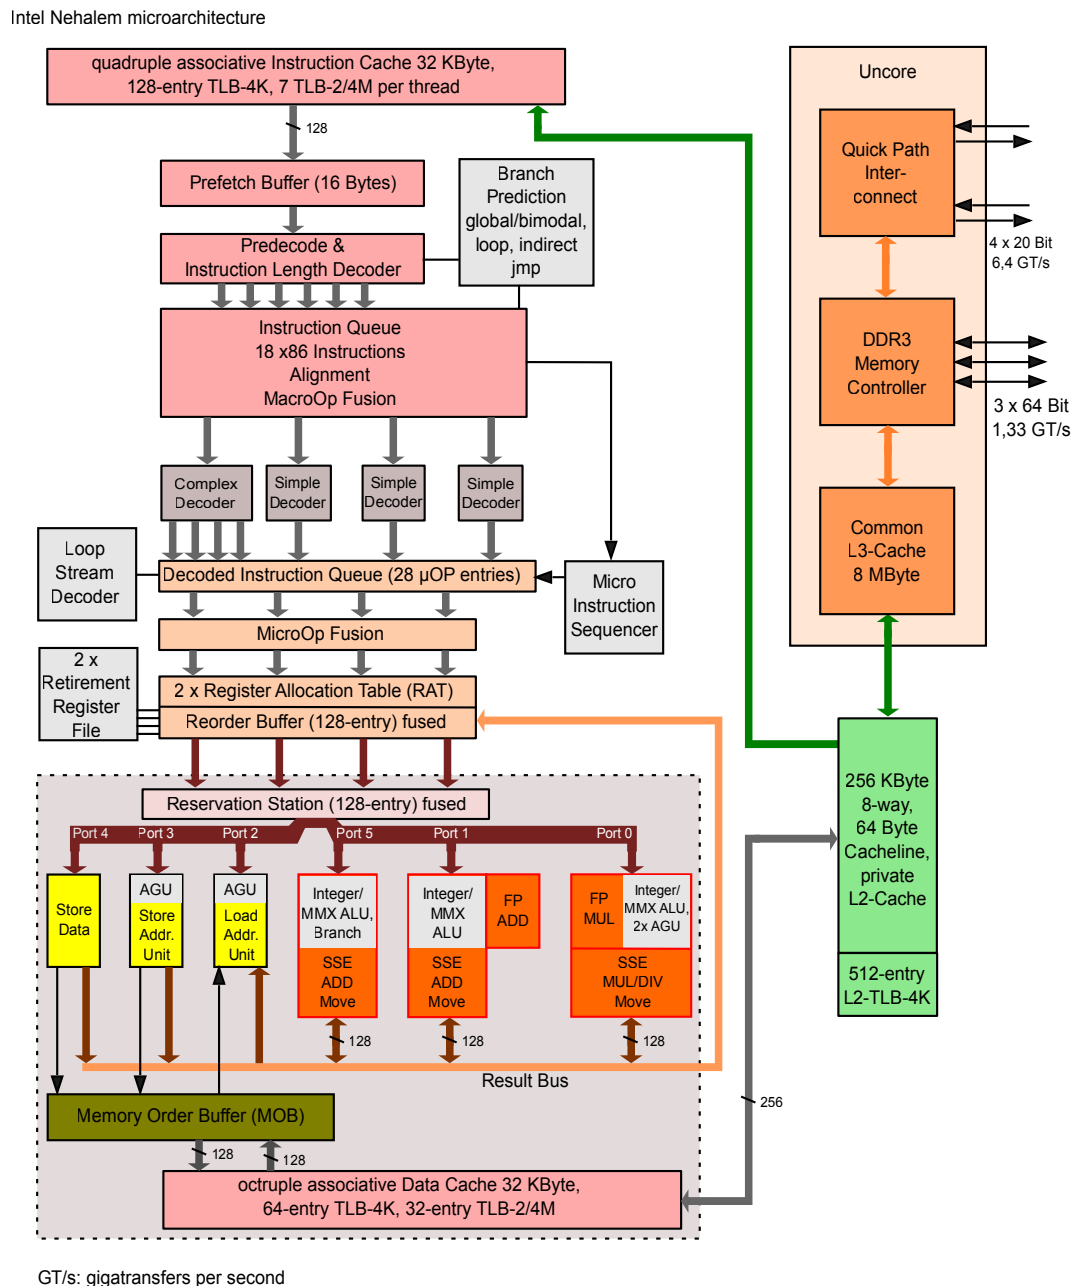 Intel Nehalem microarchitecture
quadruple associative Instruction Cache 32 KByte,
128-entry TLB-4K, 7 TLB-2/4M per thread
128
Prefetch Buffer (16 Bytes)
Predecode &
Instruction Length Decoder
Branch
Prediction
global/bimodal,
loop, indirect
jmp
Instruction Queue
18 x86 Instructions
Alignment
MacroOp Fusion
Complex
Decoder
Simple
Decoder
Simple
Decoder
Simple
Decoder
Loop
Stream
Decoder
Decoded Instruction Queue (28 µOP entries)
Micro
Instruction
Sequencer
MicroOp Fusion
2 x
Retirement
Register
File
2 x Register Allocation Table (RAT)
Reorder Buffer (128-entry) fused
Reservation Station (128-entry) fused
Port 4
Port 3
Port 2
Port 5
Port 1
Port 0
Store
Data
AGU
Store
Addr.
Unit
AGU
Load
Addr.
Unit
Integer/
MMX ALU,
Branch
SSE
ADD
Move
Integer/
MMX
ALU
FP
ADD
SSE
ADD
Move
FP
MUL
Integer/
MMX ALU,
2x AGU
SSE
MUL/DIV
Move
128
128
128
Result Bus
Memory Order Buffer (MOB)
128
128
octruple associative Data Cache 32 KByte,
64-entry TLB-4K, 32-entry TLB-2/4M
256
Uncore
Quick Path
Inter-
connect
4 x 20 Bit
6,4 GT/s
DDR3
Memory
Controller
3 x 64 Bit
1,33 GT/s
Common
L3-Cache
8 MByte
256 KByte
8-way,
64 Byte
Cacheline,
private
L2-Cache
512-entry
L2-TLB-4K
GT/s: gigatransfers per second